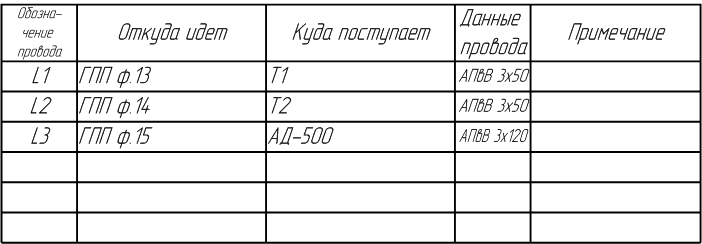 Обозна-
чение
провода
Откуда идет
Куда поступает
Данные
провода
Примечание
L1 ГПП ф.13 Т1 АПвВ 3х50
L2 ГПП ф.14 Т2 АПвВ 3х50
L3 ГПП ф.15 АД-500 АПвВ 3х120